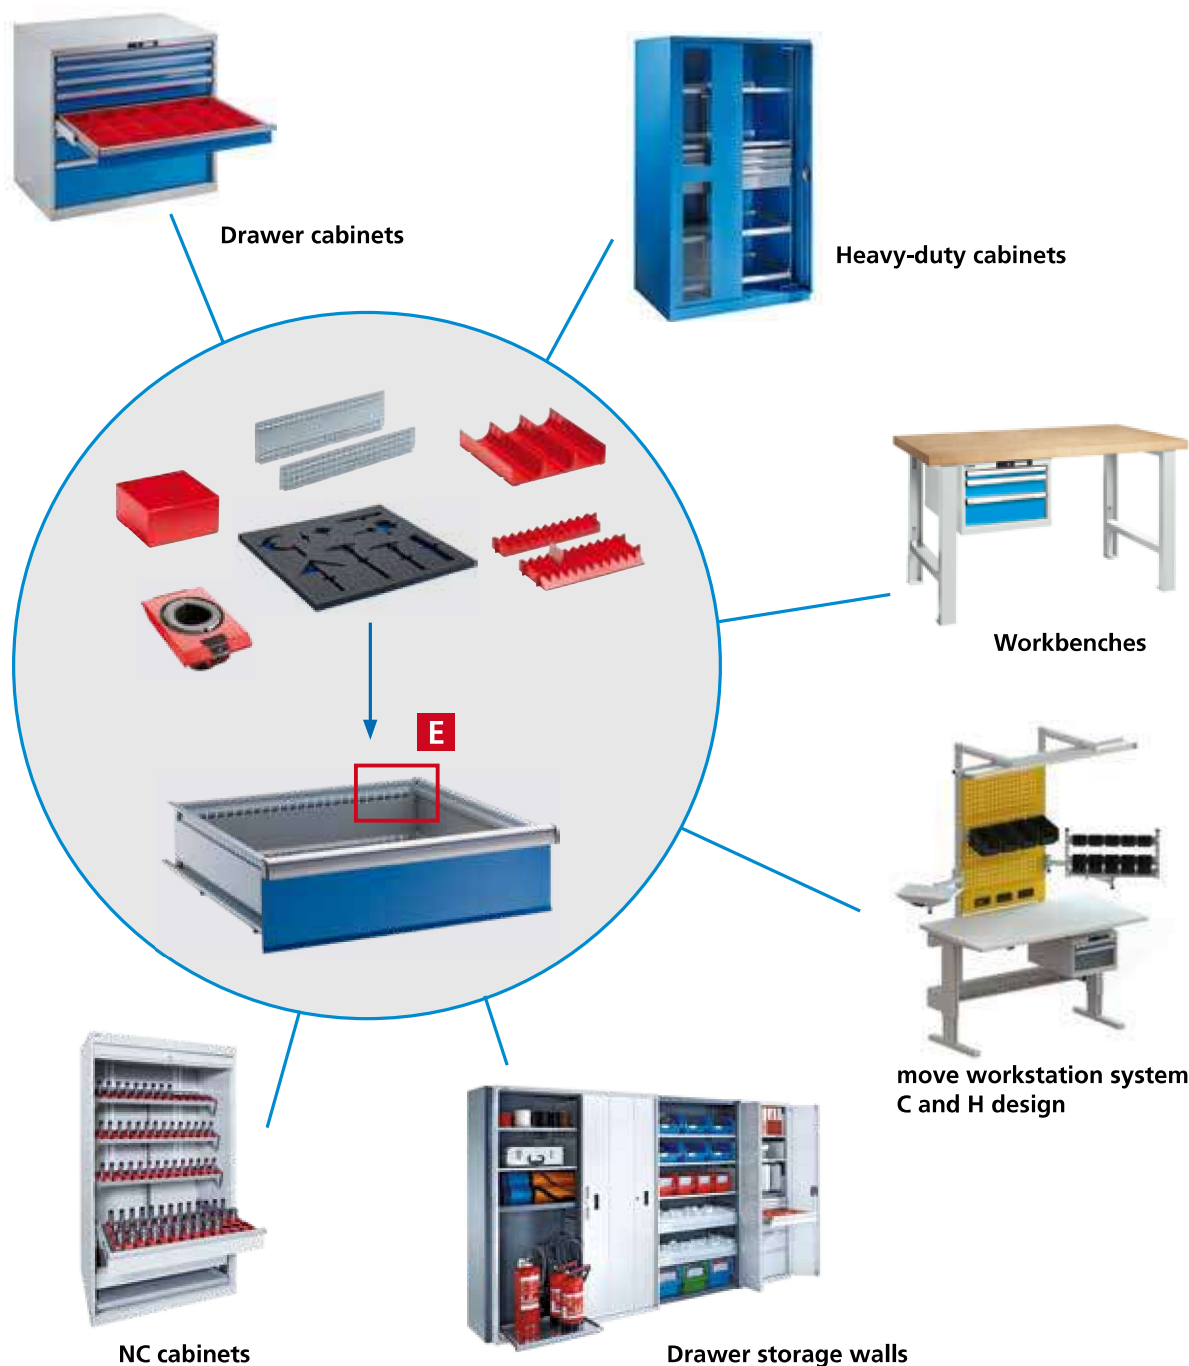 Drawer cabinets
Heavy-duty cabinets
Workbenches
E
move workstation system
C and H design
NC cabinets
Drawer storage walls